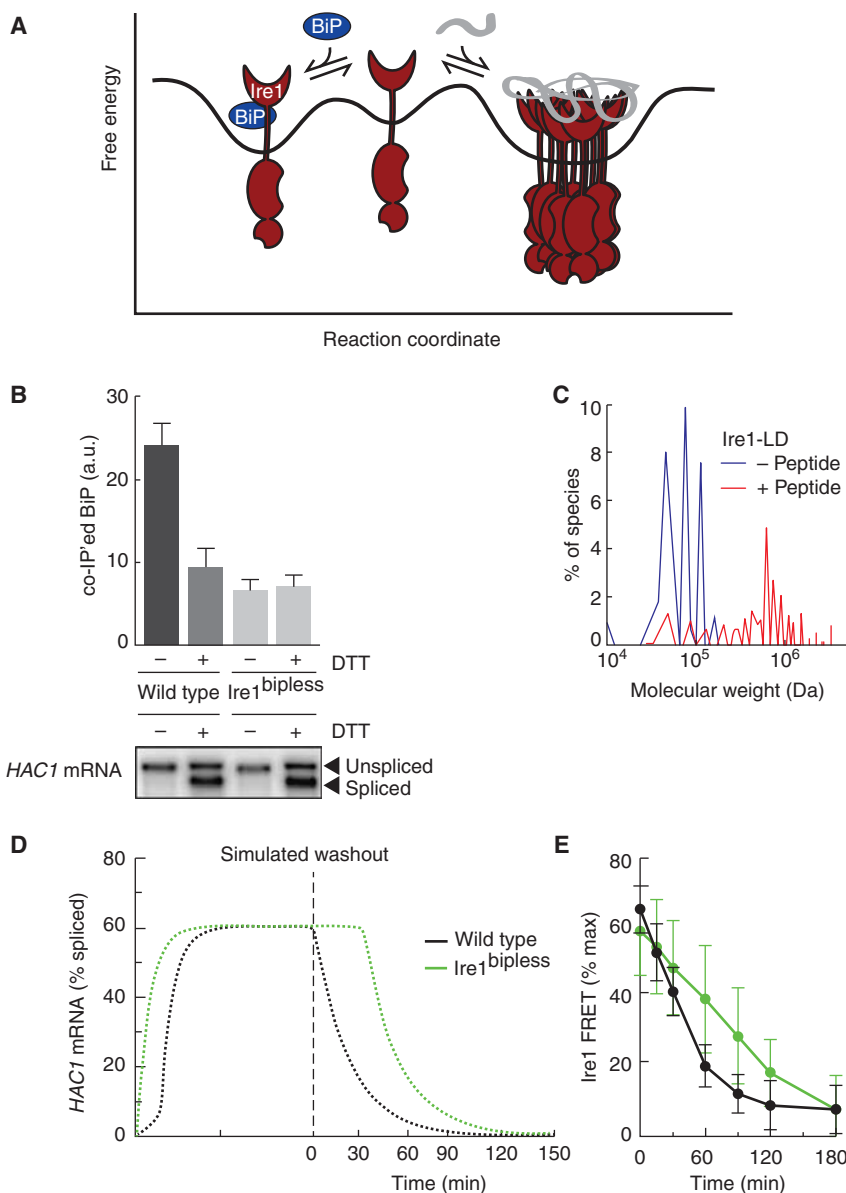 A
BiP
Ire1
BiP
Free energy
Reaction coordinate
B
co-IP'ed BiP (a.u.)
30
20
10
0
− + − + DTT
Wild type Ire1bipless
− + − + DTT
HAC1 mRNA
Unspliced
Spliced
C
% of species
10
8
6
4
2
0
Ire1-LD
− Peptide
+ Peptide
10^4 10^5 10^6
Molecular weight (Da)
D
Simulated washout
HAC1 mRNA (% spliced)
80
60
40
20
0
Wild type
Ire1bipless
0 30 60 90 120 150
Time (min)
E
Ire1 FRET (% max)
80
60
40
20
0
0 60 120 180
Time (min)